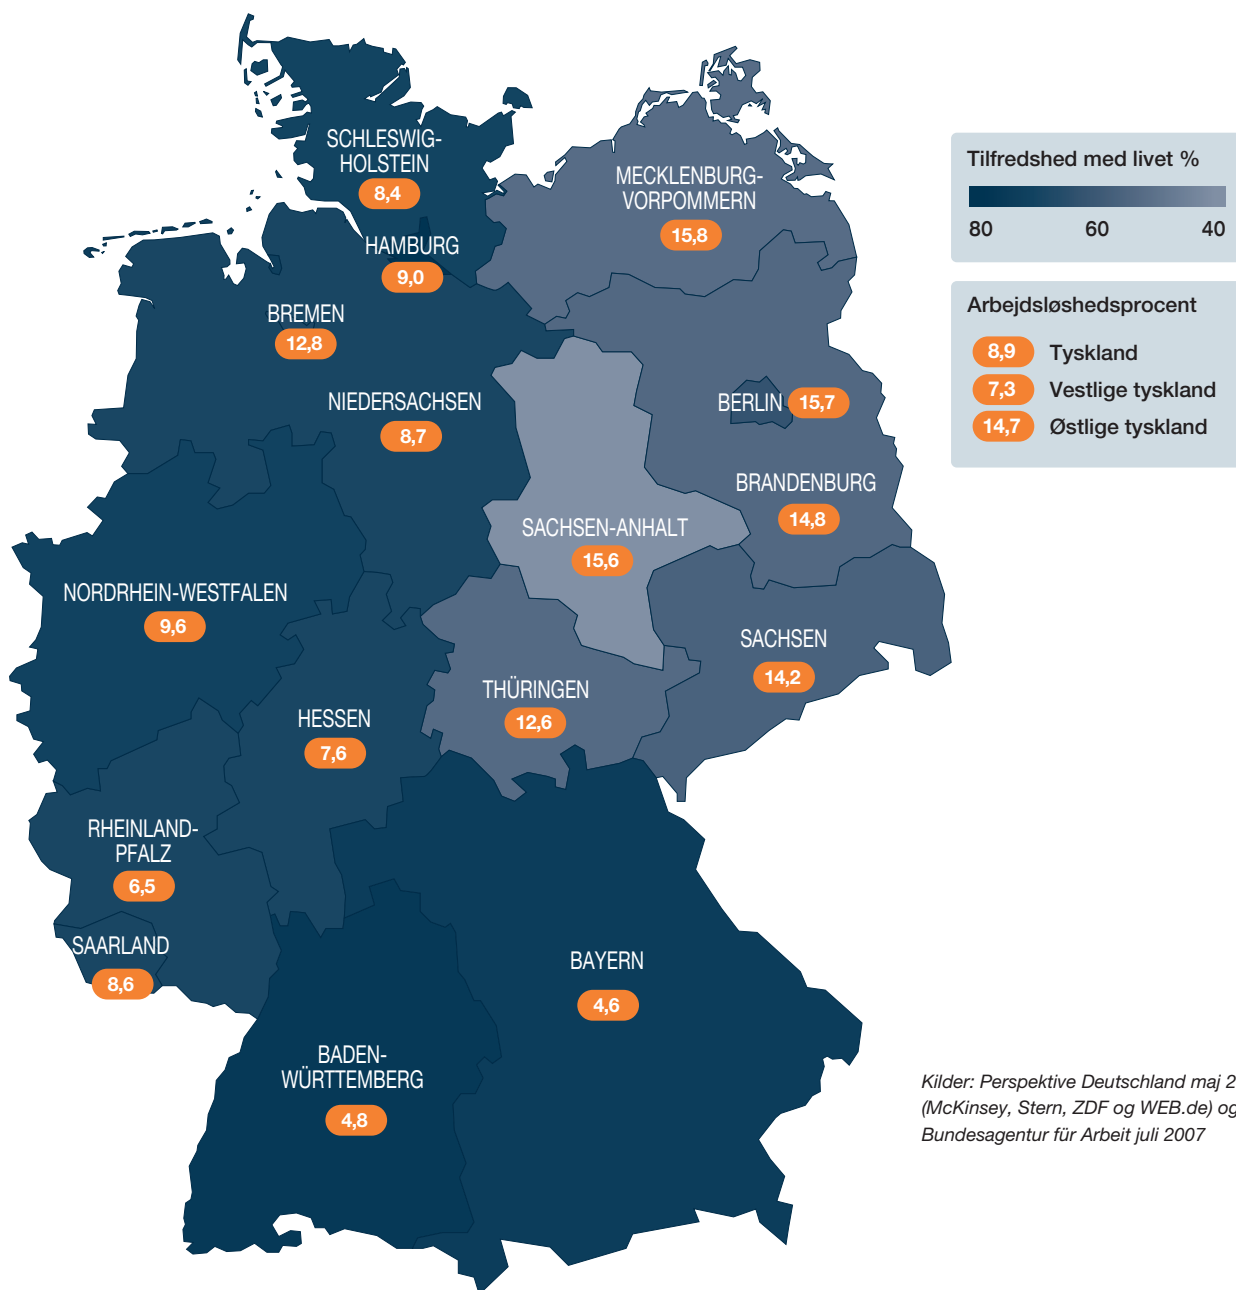 SCHLESWIG-
HOLSTEIN
8,4
MECKLENBURG-
VORPOMMERN
15,8
HAMBURG
9,0
BREMEN
12,8
NIEDERSACHSEN
8,7
BERLIN 15,7
BRANDENBURG
14,8
SACHSEN-ANHALT
15,6
NORDRHEIN-WESTFALEN
9,6
SACHSEN
14,2
THÜRINGEN
12,6
HESSEN
7,6
RHEINLAND-
PFALZ
6,5
SAARLAND
8,6
BAYERN
4,6
BADEN-
WÜRTTEMBERG
4,8
Tilfredshed med livet %
80 60 40
Arbejdsløshedsprocent
8,9 Tyskland
7,3 Vestlige tyskland
14,7 Østlige tyskland
Kilder: Perspektive Deutschland maj 2
(McKinsey, Stern, ZDF og WEB.de) og
Bundesagentur für Arbeit juli 2007